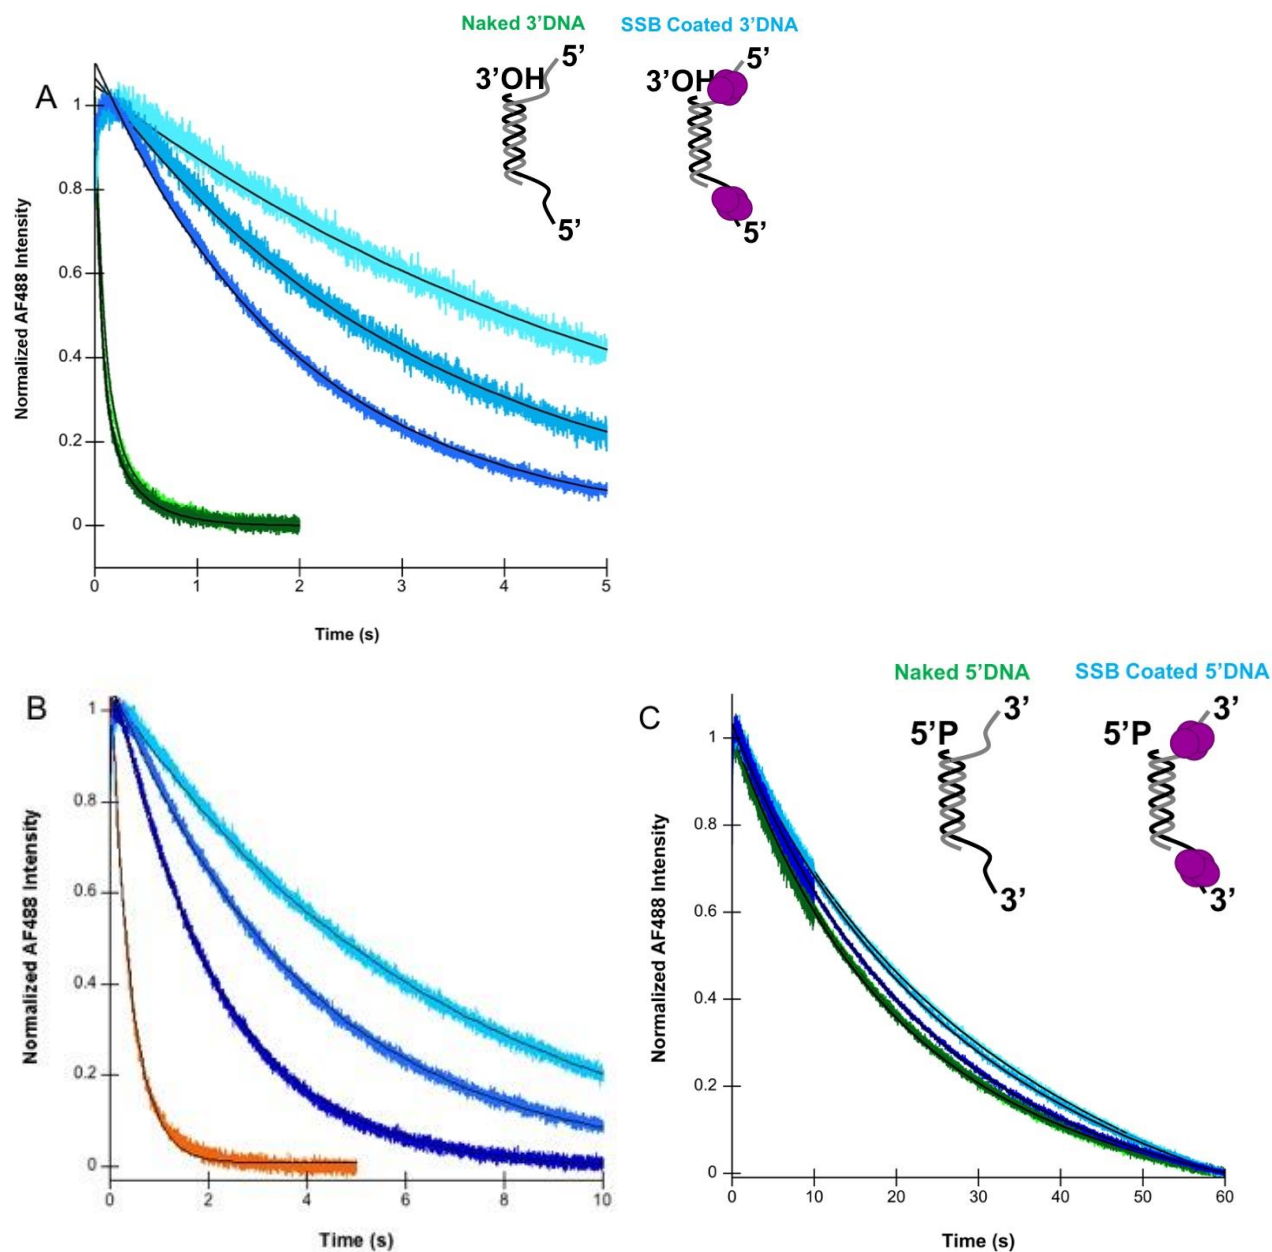 Naked 3’DNA
SSB Coated 3’DNA
A
3’OH
5’
5’
3’OH
5’
5’
Normalized AF488 Intensity
1
0.8
0.6
0.4
0.2
0
0 1 2 3 4 5
Time (s)
B
Normalized AF488 Intensity
1
0.8
0.6
0.4
0.2
0
0 2 4 6 8 10
Time (s)
Naked 5’DNA
SSB Coated 5’DNA
C
5’P
3’
3’
5’P
3’
3’
Normalized AF488 Intensity
1
0.8
0.6
0.4
0.2
0
0 10 20 30 40 50 60
Time (s)